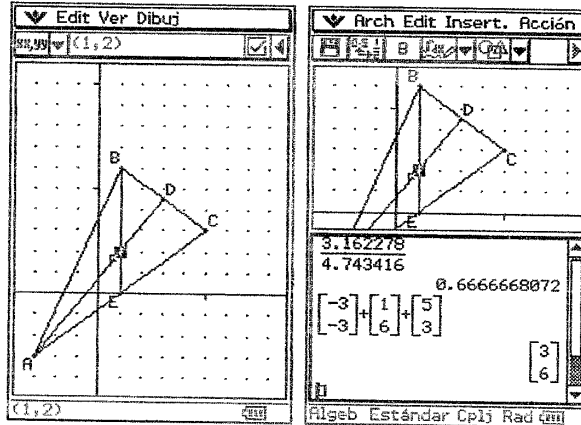 Edit Ver Dibuj
(1,2)
B
D
C
E
A
(1,2)
Arch Edit Insert. Acción
B
B
D
C
E
3.162278
4.743416
0.6666668072
[-3 -3]+[1 6]+[5 3]
[3 6]
Algeb Estándar Cplj Rad